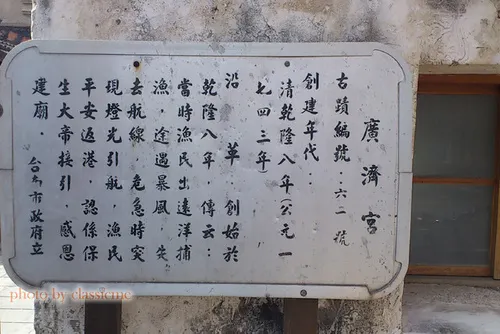 廣濟宮
古蹟編號：六二號
創建年代：
清乾隆八年(公元一
七四三年)
沿革：創始於
乾隆八年，傳云：
當時漁民出遠洋捕
漁，途遇暴風，失
去航線，危急時突
現燈光引航，漁民
平安返港，認係保
生大帝接引，感恩
建廟。台南市政府立
photo by classicmc